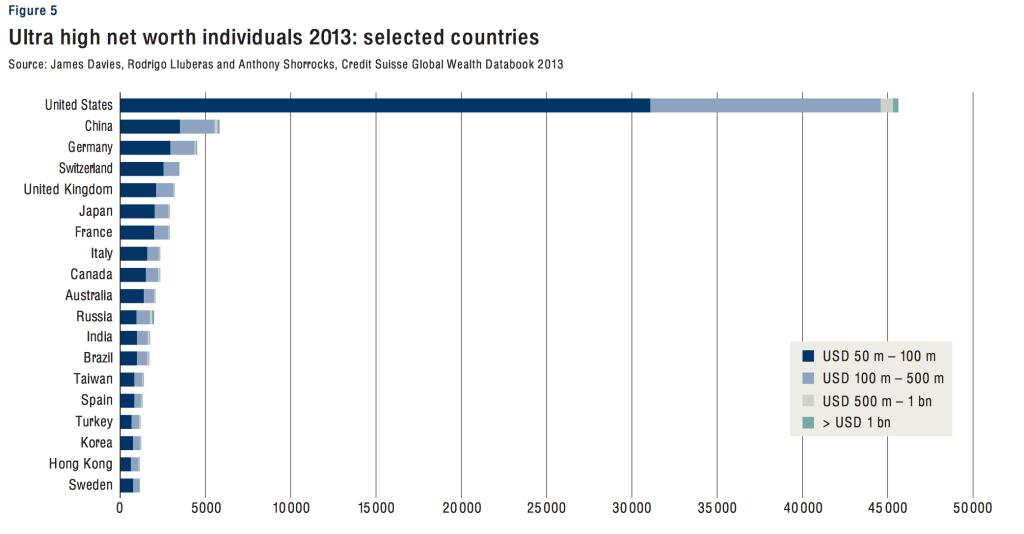 Figure 5
Ultra high net worth individuals 2013: selected countries
Source: James Davies, Rodrigo Lluberas and Anthony Shorrocks, Credit Suisse Global Wealth Databook 2013
United States
China
Germany
Switzerland
United Kingdom
Japan
France
Italy
Canada
Australia
Russia
India
Brazil
Taiwan
Spain
Turkey
Korea
Hong Kong
Sweden
USD 50 m – 100 m
USD 100 m – 500 m
USD 500 m – 1 bn
> USD 1 bn
0 5000 10000 15000 20000 25000 30000 35000 40000 45000 50000